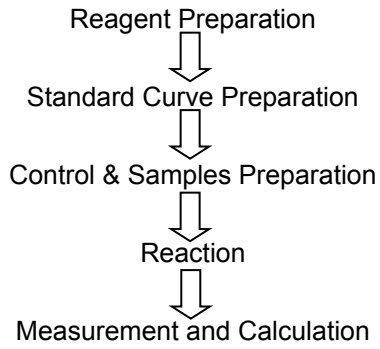 Reagent Preparation
Standard Curve Preparation
Control & Samples Preparation
Reaction
Measurement and Calculation